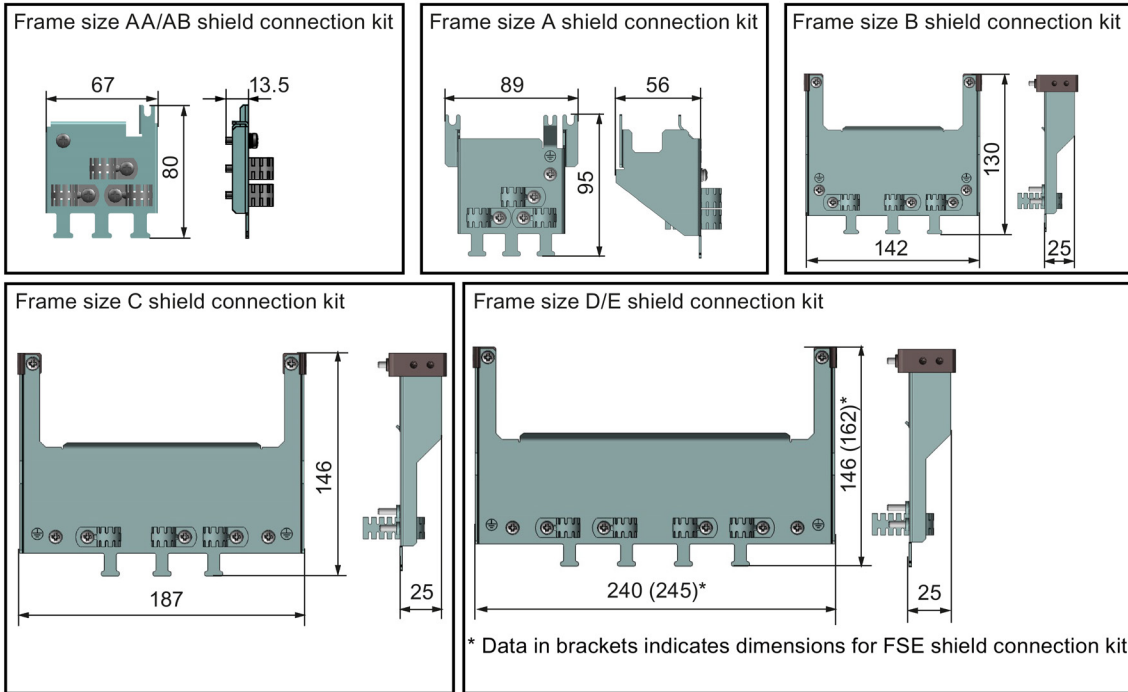 Frame size AA/AB shield connection kit
67
13.5
80
Frame size A shield connection kit
89
56
95
Frame size B shield connection kit
130
142
25
Frame size C shield connection kit
146
187
25
Frame size D/E shield connection kit
146 (162)*
240 (245)*
25
* Data in brackets indicates dimensions for FSE shield connection kit